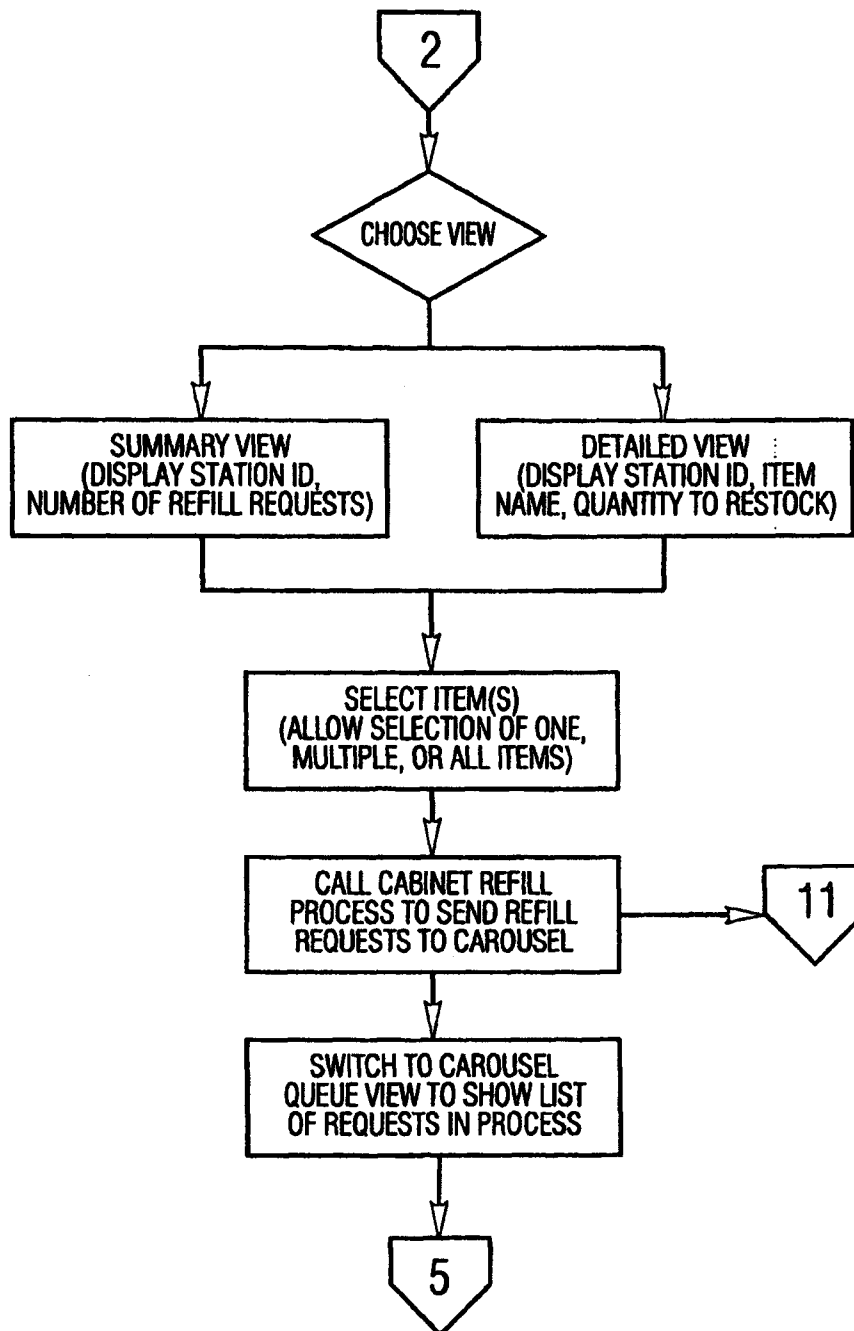 2
CHOOSE VIEW
SUMMARY VIEW
(DISPLAY STATION ID,
NUMBER OF REFILL REQUESTS)
DETAILED VIEW
(DISPLAY STATION ID, ITEM
NAME, QUANTITY TO RESTOCK)
SELECT ITEM(S)
(ALLOW SELECTION OF ONE,
MULTIPLE, OR ALL ITEMS)
CALL CABINET REFILL
PROCESS TO SEND REFILL
REQUESTS TO CAROUSEL
11
SWITCH TO CAROUSEL
QUEUE VIEW TO SHOW LIST
OF REQUESTS IN PROCESS
5